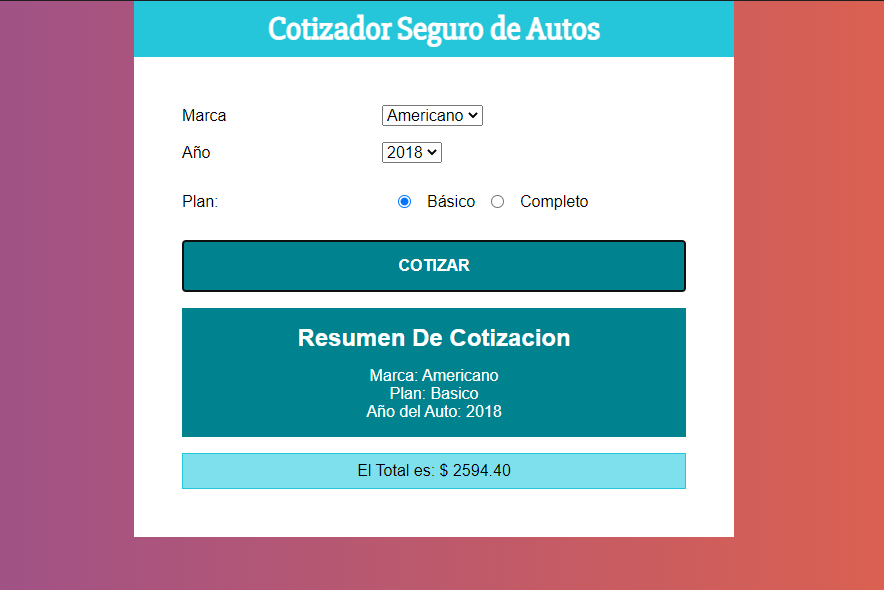 Cotizador Seguro de Autos
Marca Americano
Año 2018
Plan: Básico Completo
COTIZAR
Resumen De Cotizacion
Marca: Americano
Plan: Basico
Año del Auto: 2018
El Total es: $ 2594.40